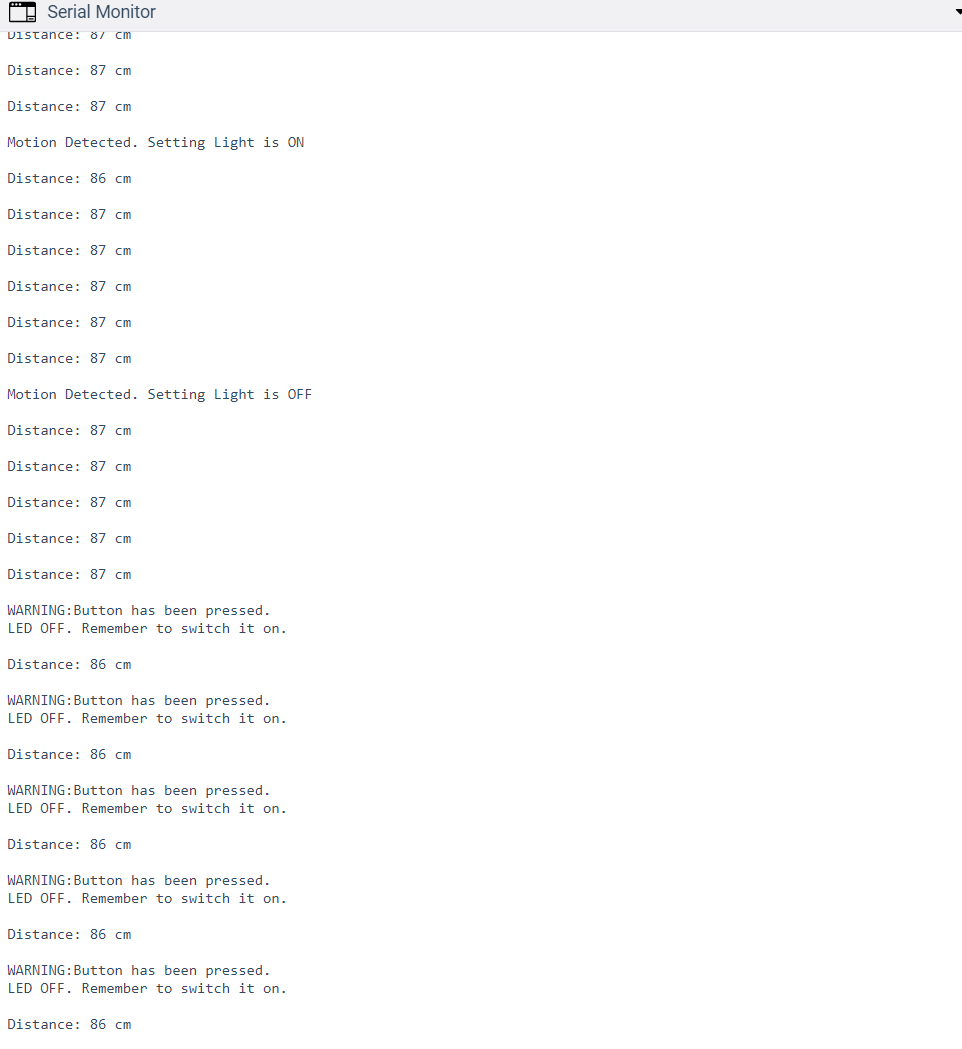 Serial Monitor
Distance: 87 cm
Distance: 87 cm
Distance: 87 cm
Motion Detected. Setting Light is ON
Distance: 86 cm
Distance: 87 cm
Distance: 87 cm
Distance: 87 cm
Distance: 87 cm
Distance: 87 cm
Motion Detected. Setting Light is OFF
Distance: 87 cm
Distance: 87 cm
Distance: 87 cm
Distance: 87 cm
Distance: 87 cm
WARNING:Button has been pressed.
LED OFF. Remember to switch it on.
Distance: 86 cm
WARNING:Button has been pressed.
LED OFF. Remember to switch it on.
Distance: 86 cm
WARNING:Button has been pressed.
LED OFF. Remember to switch it on.
Distance: 86 cm
WARNING:Button has been pressed.
LED OFF. Remember to switch it on.
Distance: 86 cm
WARNING:Button has been pressed.
LED OFF. Remember to switch it on.
Distance: 86 cm